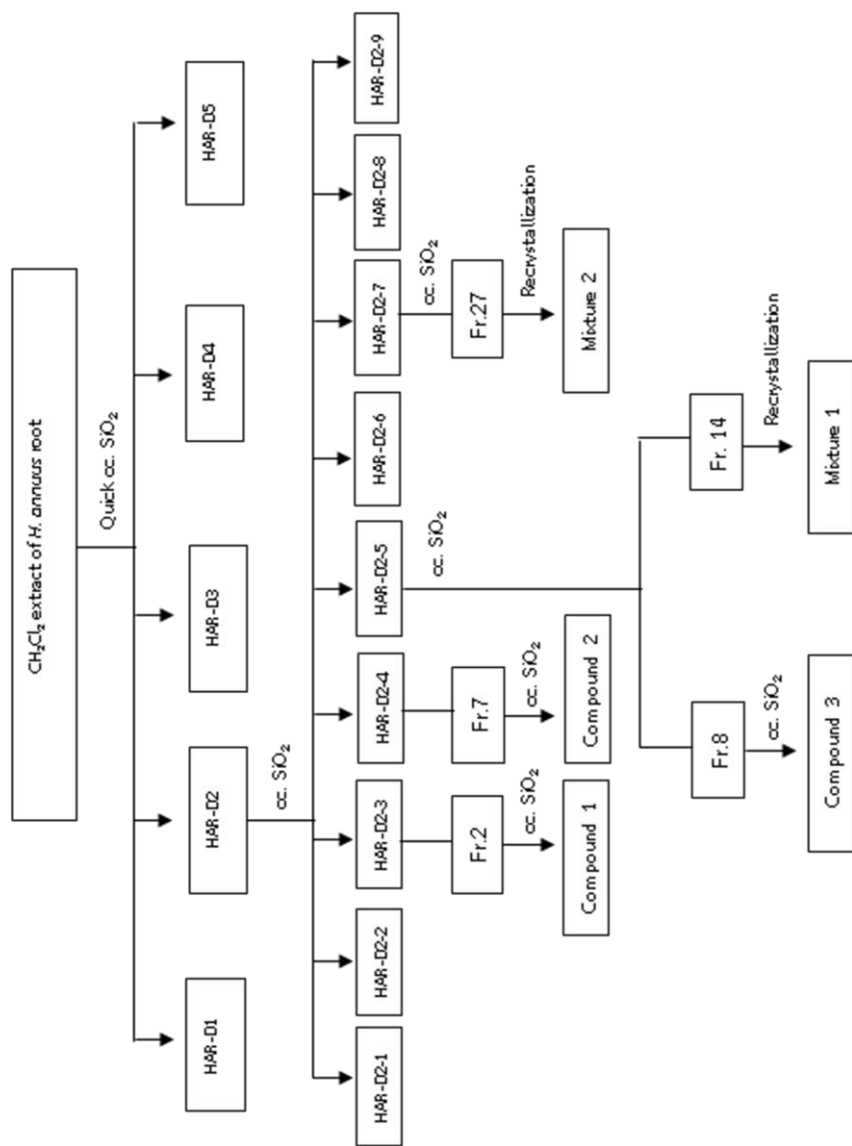 CH₂Cl₂ extract of H. annuus root
Quick cc. SiO₂
HAR-D1
HAR-D2
HAR-D3
HAR-D4
HAR-D5
cc. SiO₂
HAR-D2-1
HAR-D2-2
HAR-D2-3
HAR-D2-4
HAR-D2-5
HAR-D2-6
HAR-D2-7
HAR-D2-8
HAR-D2-9
cc. SiO₂
cc. SiO₂
Fr.2
Fr.7
Fr.27
cc. SiO₂
cc. SiO₂
Recrystallization
Compound 1
Compound 2
Mixture 2
Fr.8
Fr. 14
cc. SiO₂
Recrystallization
Compound 3
Mixture 1